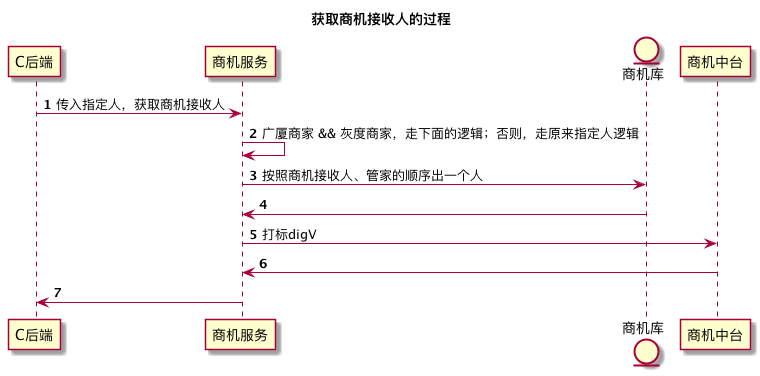 获取商机接收人的过程
C后端
商机服务
商机库
商机中台
1 传入指定人，获取商机接收人
2 广厦商家 && 灰度商家，走下面的逻辑；否则，走原来指定人逻辑
3 按照商机接收人、管家的顺序出一个人
4
5 打标digV
6
7
C后端
商机服务
商机库
商机中台